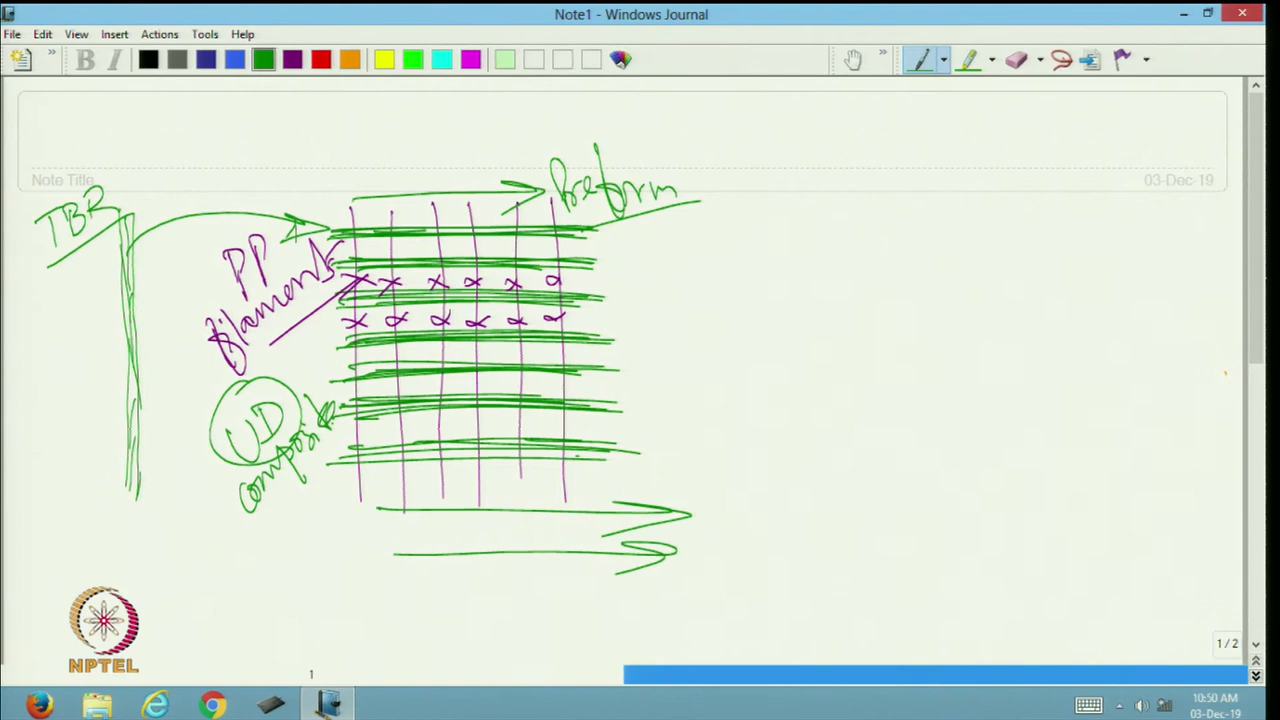 Note1 - Windows Journal
File Edit View Insert Actions Tools Help
Note Title
03-Dec-19
TBR
Preform
PP
filaments
UD
composite
NPTEL
1
1 / 2
10:50 AM
03-Dec-19